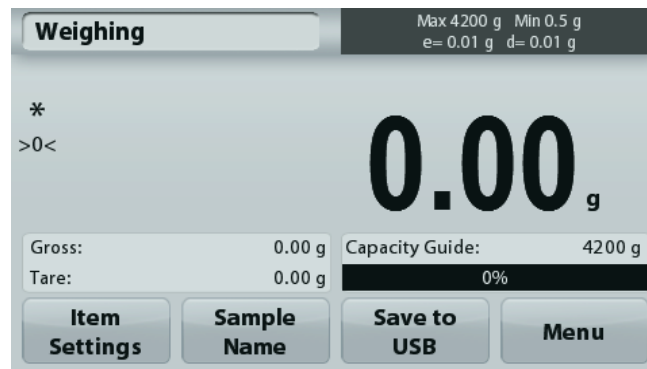 Weighing
Max 4200 g Min 0.5 g
e= 0.01 g d= 0.01 g
*
>0<
0.00 g
Gross: 0.00 g
Tare: 0.00 g
Capacity Guide: 4200 g
0%
Item
Settings
Sample
Name
Save to
USB
Menu